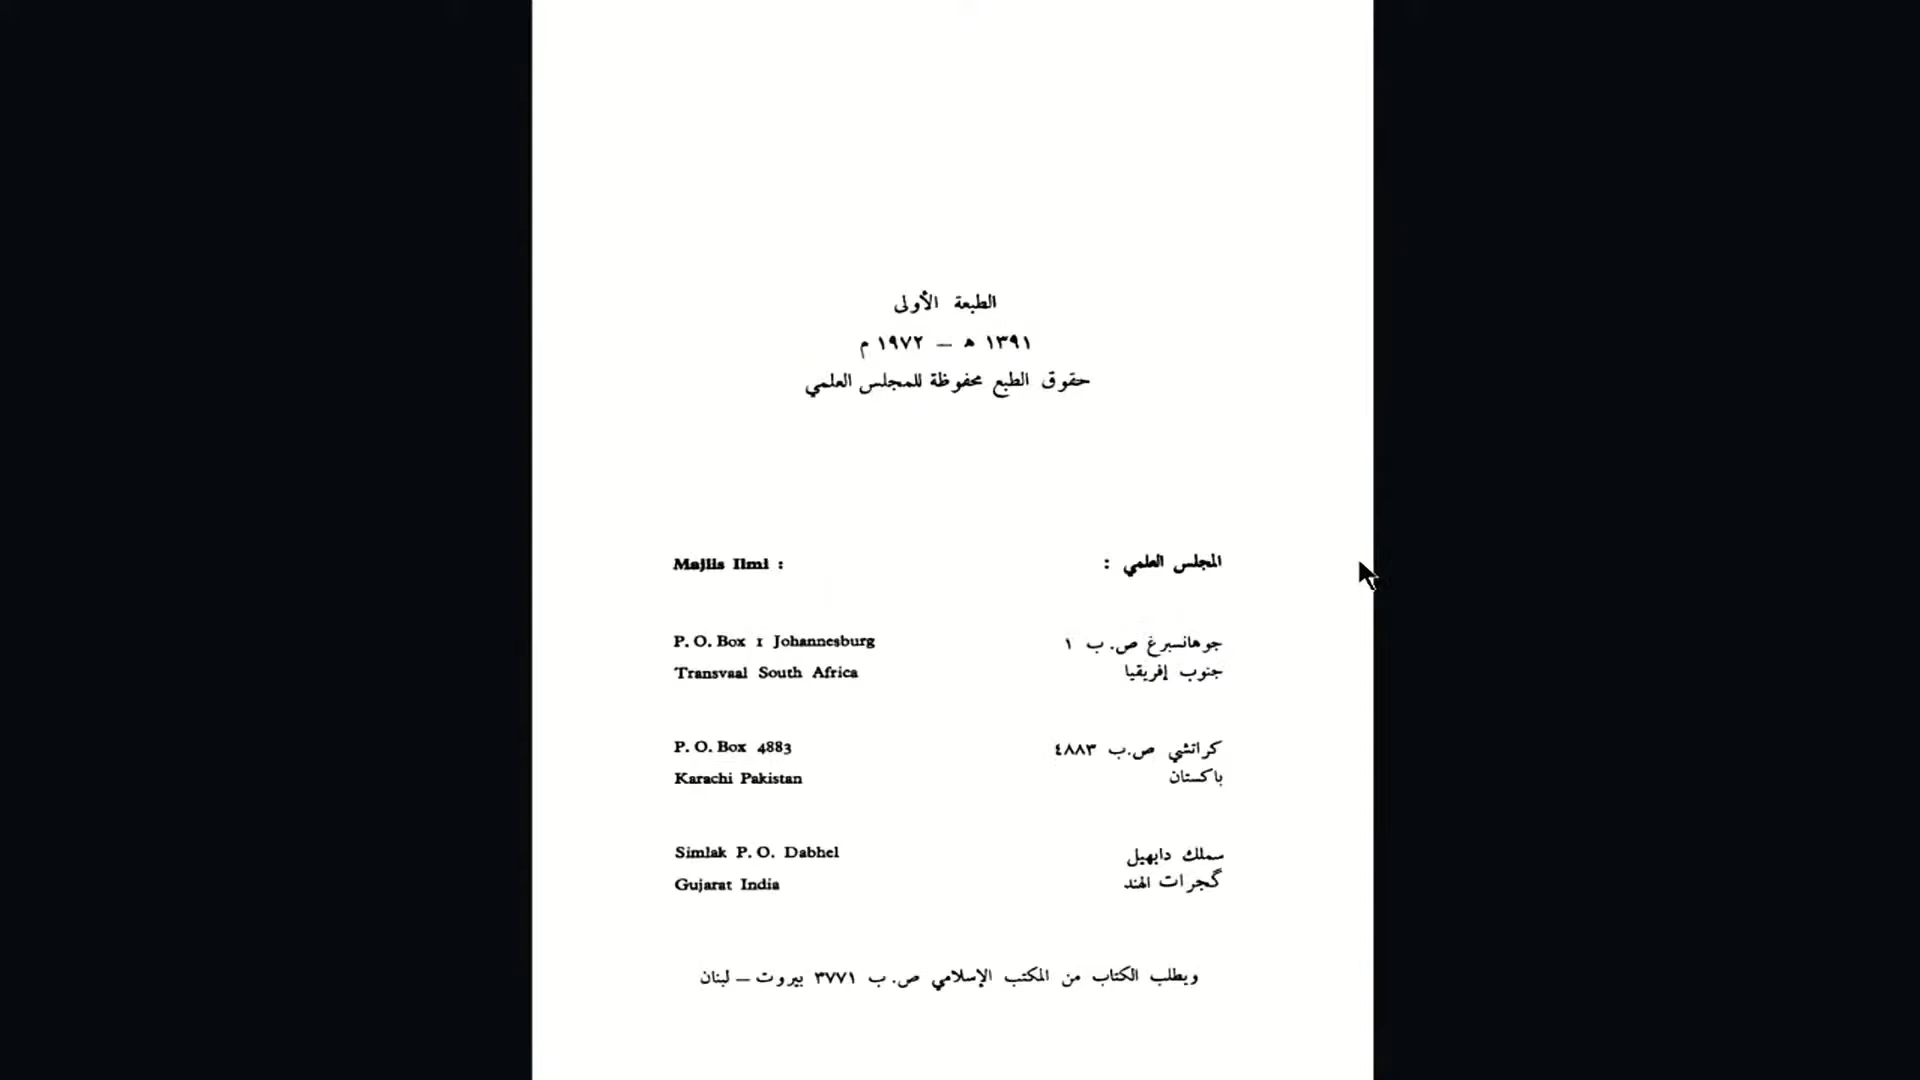 الطبعة الأولى
١٣٩١ ه – ١٩٧٢ م
حقوق الطبع محفوظة للمجلس العلمي
Majlis Ilmi :
المجلس العلمي :
P. O. Box 1 Johannesburg
جوهانسبرغ ص. ب ١
Transvaal South Africa
جنوب إفريقيا
P. O. Box 4883
كراتشي ص.ب ٤٨٨٣
Karachi Pakistan
باكستان
Simlak P. O. Dabhel
سملك دابهيل
Gujarat India
گجرات الهند
ويطلب الكتاب من المكتب الإسلامي ص. ب ٣٧٧١ بيروت – لبنان